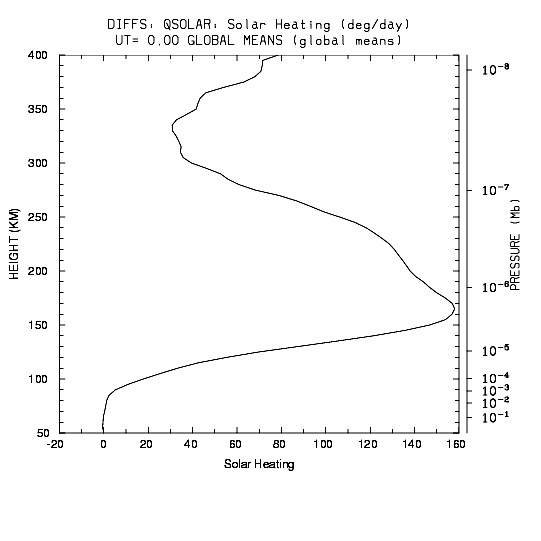 DIFFS: QSOLAR: Solar Heating (deg/day)
UT= 0.00 GLOBAL MEANS (global means)
400
350
300
250
200
150
100
50
HEIGHT (KM)
-20 0 20 40 60 80 100 120 140 160
Solar Heating
10-8
10-7
10-6
10-5
10-4
10-3
10-2
10-1
PRESSURE (Mb)